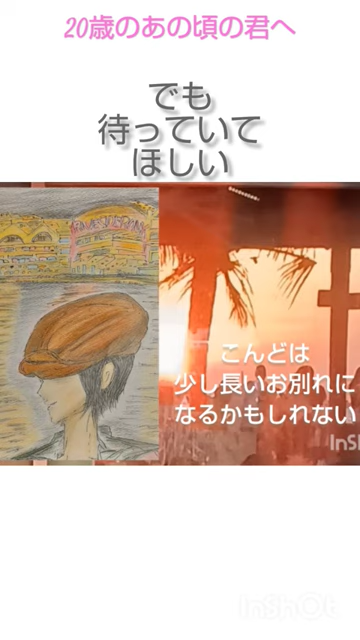 20歳のあの頃の君へ
でも
待っていて
ほしい
こんどは
少し長いお別れに
なるかもしれない
InSh
InShOt